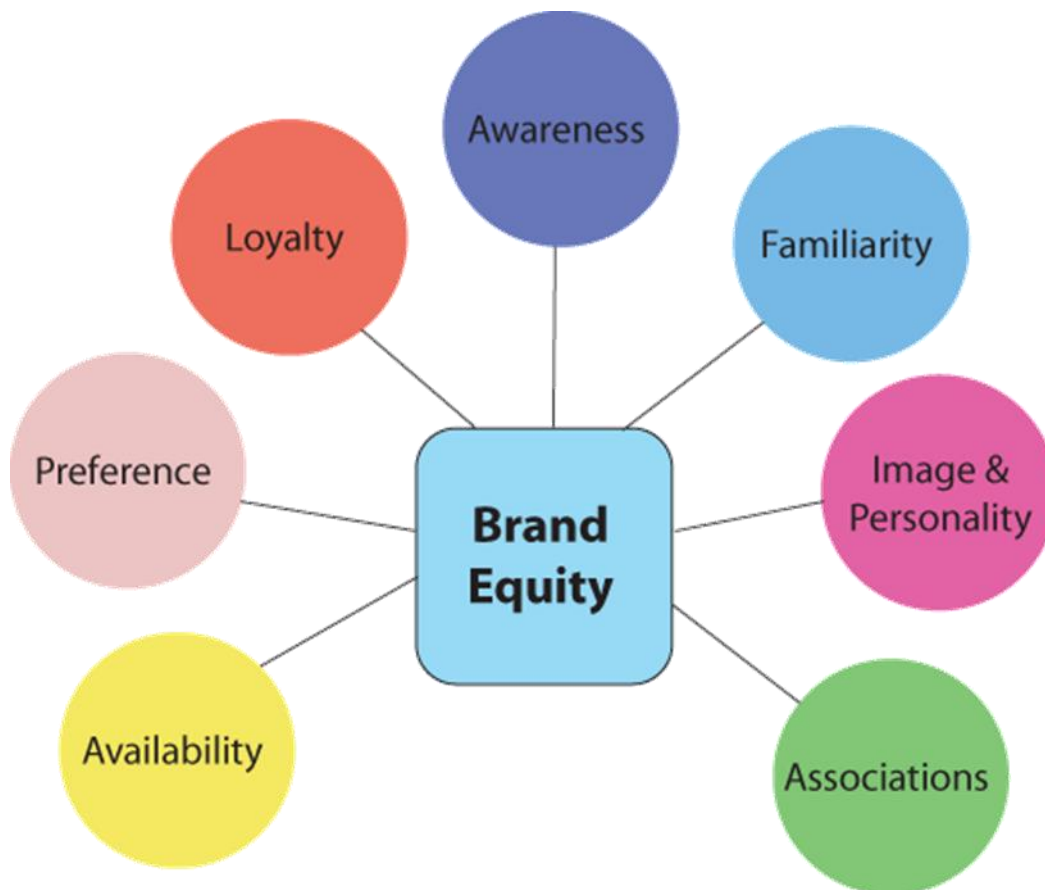 Awareness
Loyalty
Familiarity
Preference
Image &
Personality
Brand
Equity
Availability
Associations